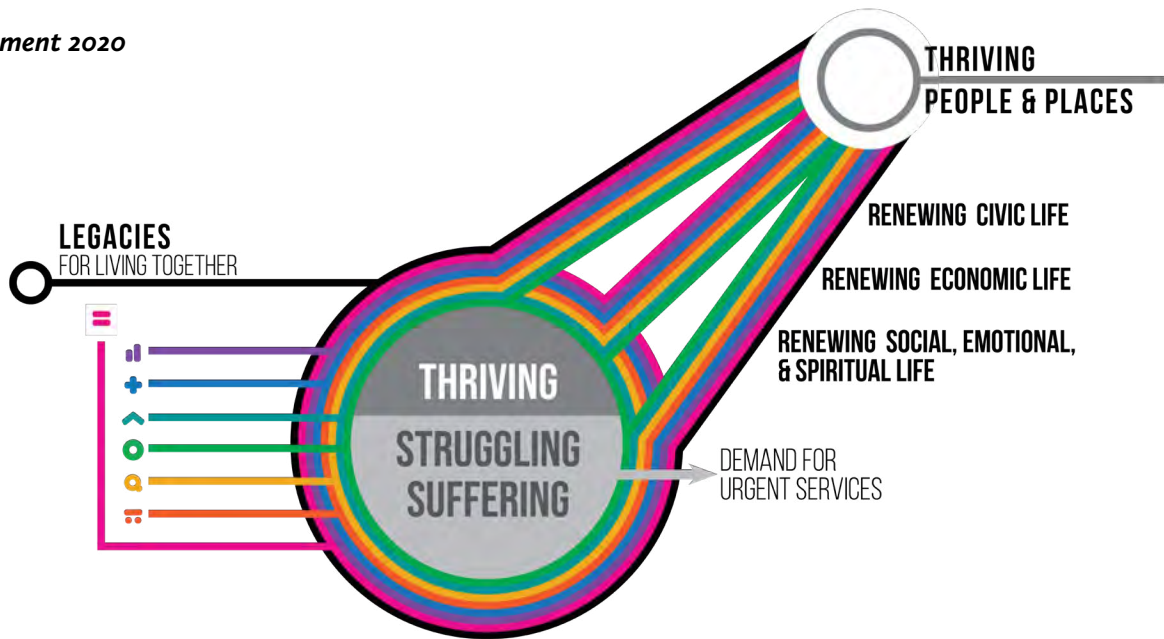 ment 2020
THRIVING
PEOPLE & PLACES
RENEWING CIVIC LIFE
LEGACIES
FOR LIVING TOGETHER
RENEWING ECONOMIC LIFE
RENEWING SOCIAL, EMOTIONAL,
& SPIRITUAL LIFE
THRIVING
STRUGGLING
SUFFERING
DEMAND FOR
URGENT SERVICES